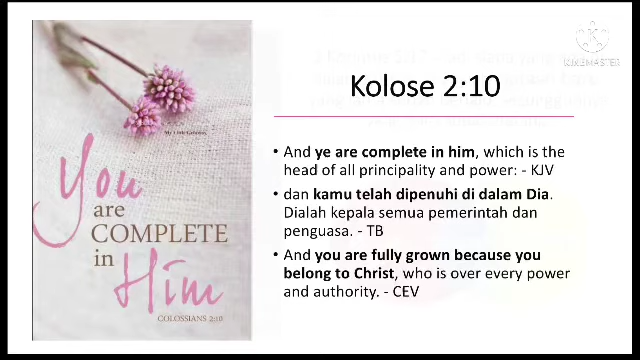 KINEMASTER
My Little Geranium
You
are
COMPLETE
in
Him
COLOSSIANS 2:10
Kolose 2:10
• And ye are complete in him, which is the
head of all principality and power: - KJV
• dan kamu telah dipenuhi di dalam Dia.
Dialah kepala semua pemerintah dan
penguasa. - TB
• And you are fully grown because you
belong to Christ, who is over every power
and authority. - CEV